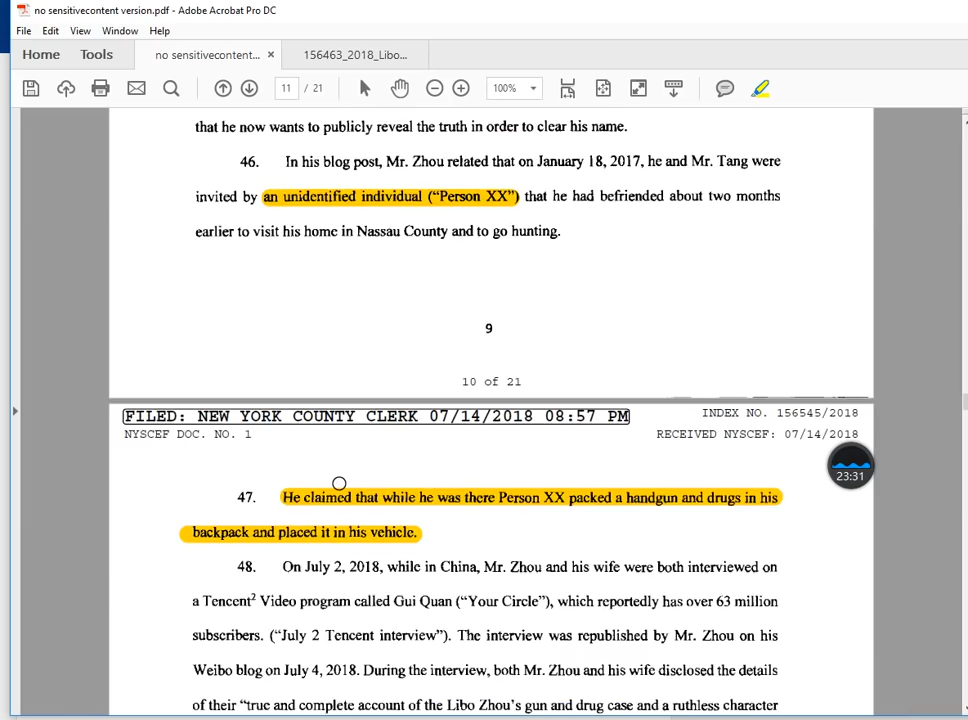 no sensitivecontent version.pdf - Adobe Acrobat Pro DC
File Edit View Window Help
Home Tools no sensitivecontent... × 156463_2018_Libo...
11 / 21 100%
that he now wants to publicly reveal the truth in order to clear his name.
46. In his blog post, Mr. Zhou related that on January 18, 2017, he and Mr. Tang were
invited by an unidentified individual (“Person XX”) that he had befriended about two months
earlier to visit his home in Nassau County and to go hunting.
9
10 of 21
FILED: NEW YORK COUNTY CLERK 07/14/2018 08:57 PM
INDEX NO. 156545/2018
NYSCEF DOC. NO. 1
RECEIVED NYSCEF: 07/14/2018
23:31
47. He claimed that while he was there Person XX packed a handgun and drugs in his
backpack and placed it in his vehicle.
48. On July 2, 2018, while in China, Mr. Zhou and his wife were both interviewed on
a Tencent2 Video program called Gui Quan (“Your Circle”), which reportedly has over 63 million
subscribers. (“July 2 Tencent interview”). The interview was republished by Mr. Zhou on his
Weibo blog on July 4, 2018. During the interview, both Mr. Zhou and his wife disclosed the details
of their “true and complete account of the Libo Zhou's gun and drug case and a ruthless character